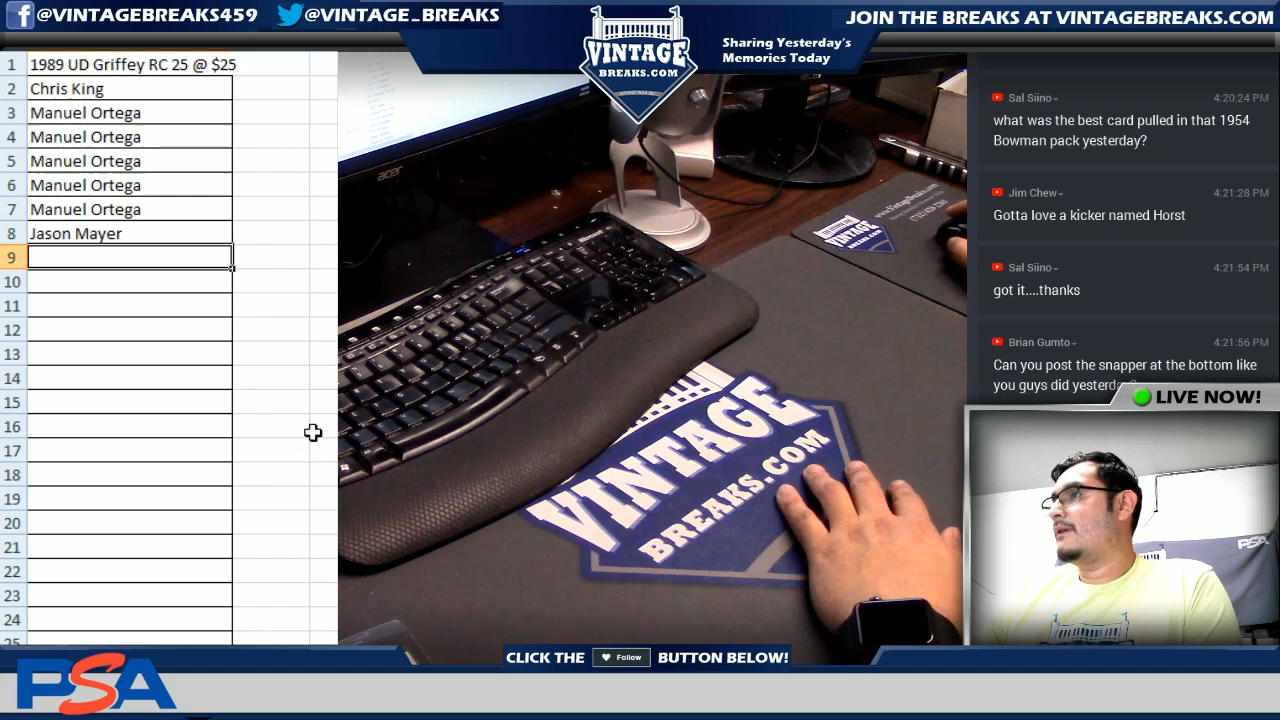 @VINTAGEBREAKS459
@VINTAGE_BREAKS
JOIN THE BREAKS AT VINTAGEBREAKS.COM
VINTAGE
BREAKS.COM
Sharing Yesterday's
Memories Today
1 1989 UD Griffey RC 25 @ $25
2 Chris King
3 Manuel Ortega
4 Manuel Ortega
5 Manuel Ortega
6 Manuel Ortega
7 Manuel Ortega
8 Jason Mayer
9
10
11
12
13
14
15
16
17
18
19
20
21
22
23
24
25
acer
VINTAGE
BREAKS.COM
Sal Siino 4:20:24 PM
what was the best card pulled in that 1954
Bowman pack yesterday?
Jim Chew 4:21:28 PM
Gotta love a kicker named Horst
Sal Siino 4:21:54 PM
got it....thanks
Brian Gumto 4:21:56 PM
Can you post the snapper at the bottom like
you guys did
LIVE NOW!
PSA
CLICK THE Follow BUTTON BELOW!
PSA